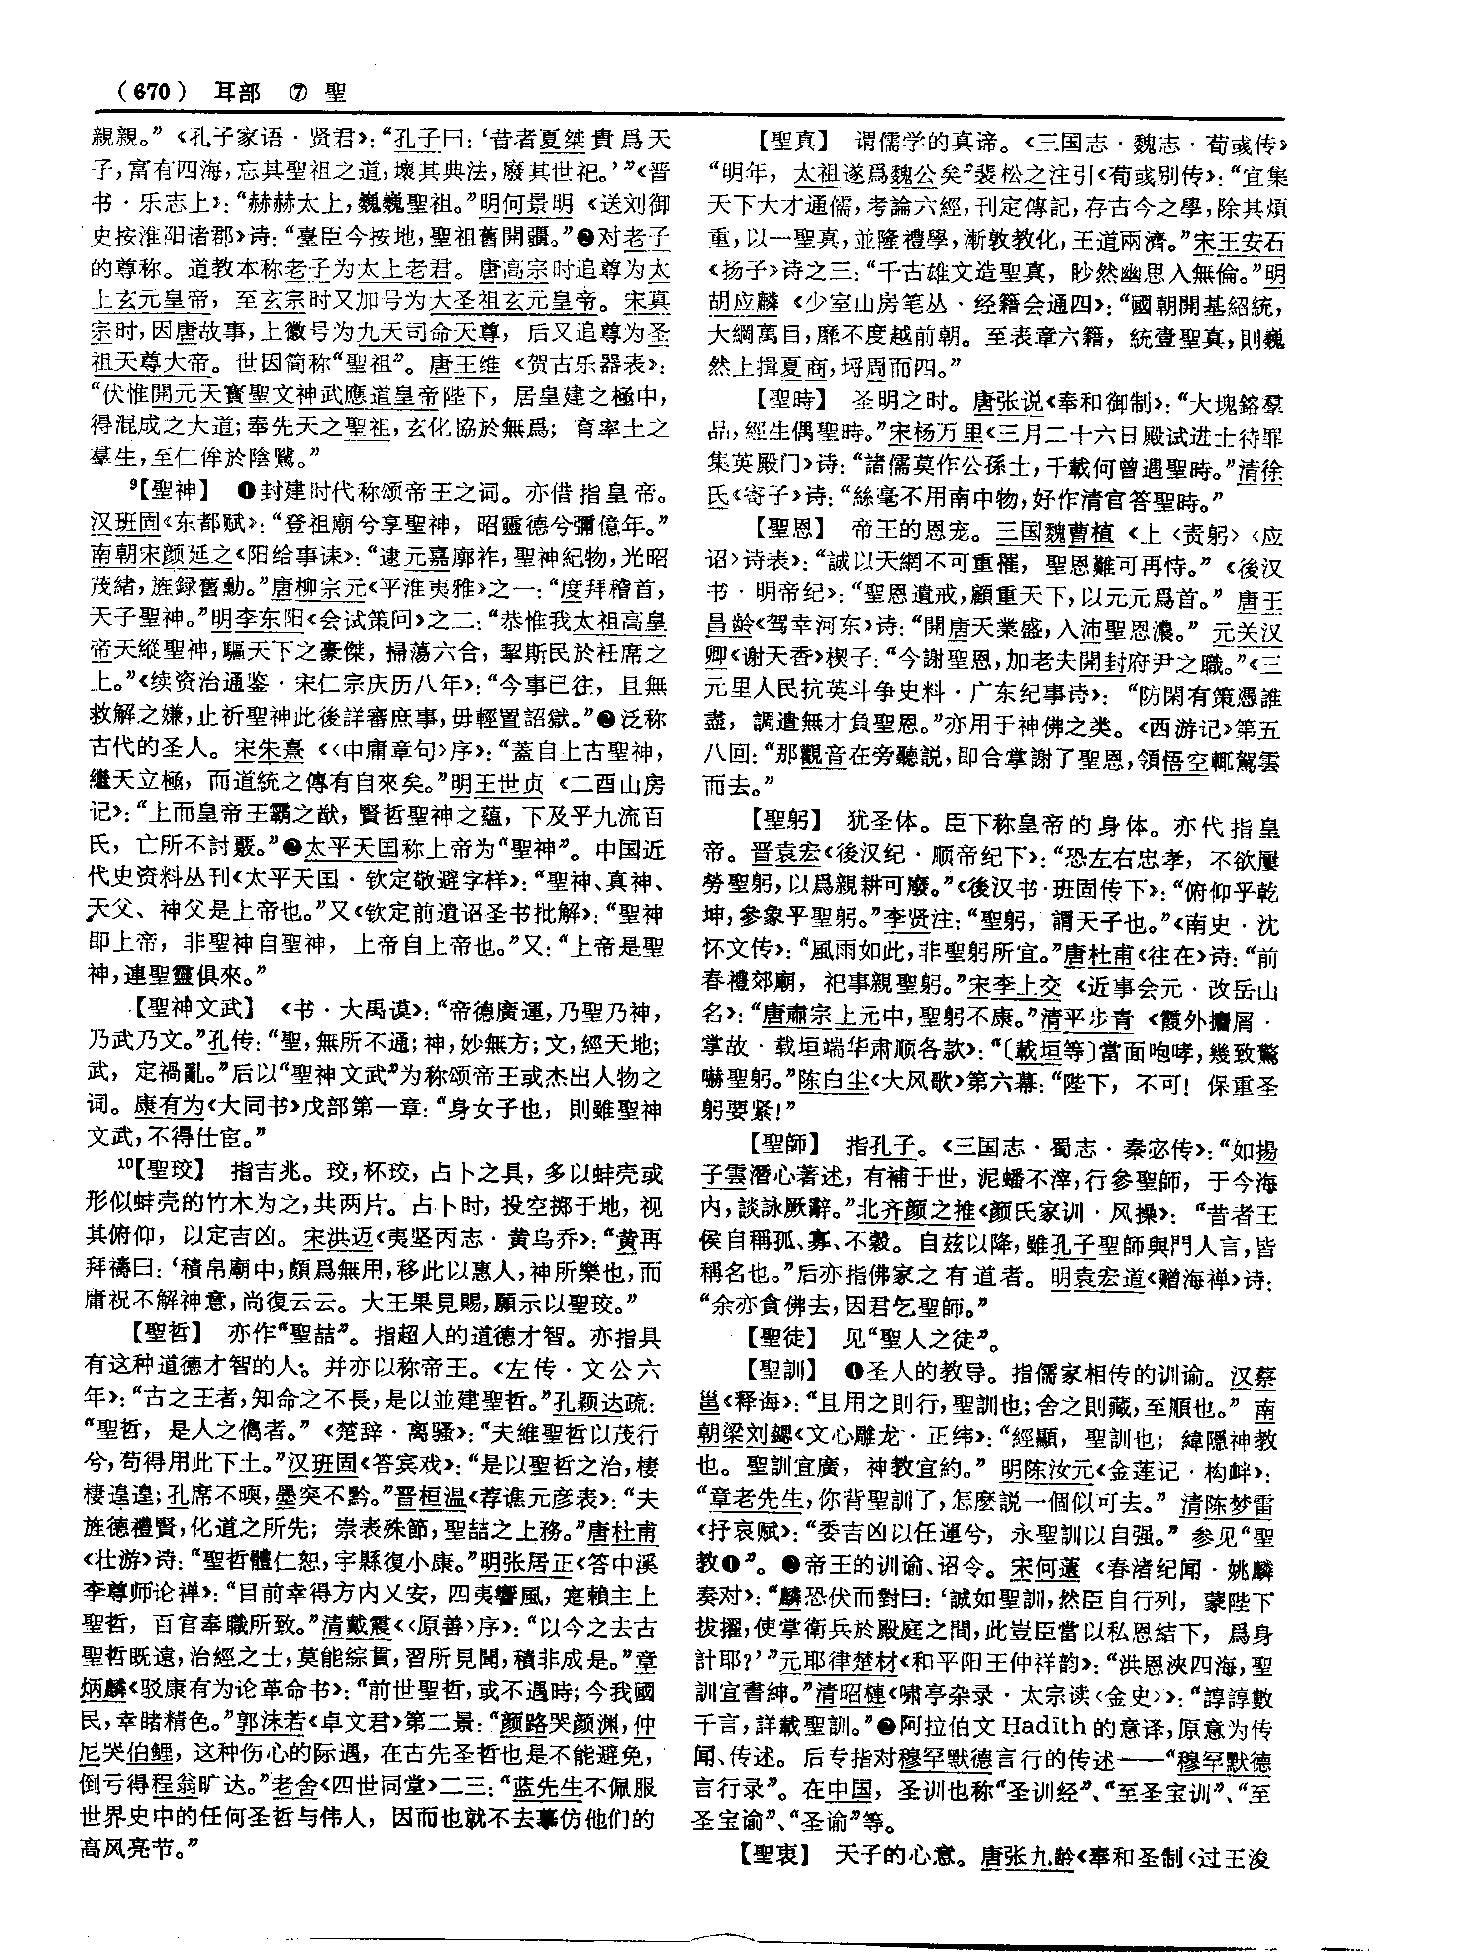 （670） 耳部 ⑦ 聖
親親。”《孔子家语·贤君》：“孔子曰：‘昔者夏桀貴爲天
子，富有四海，忘其聖祖之道，壞其典法，廢其世祀。’”《晋
书·乐志上》：“赫赫太上，巍巍聖祖。”明何景明《送刘御
史按淮阳诸郡》诗：“臺臣今按地，聖祖舊開疆。”❷对老子
的尊称。道教本称老子为太上老君。唐高宗时追尊为太
上玄元皇帝，至玄宗时又加号为大圣祖玄元皇帝。宋真
宗时，因唐故事，上徽号为九天司命天尊，后又追尊为圣
祖天尊大帝。世因简称“聖祖”。唐王维《贺古乐器表》：
“伏惟開元天寶聖文神武應道皇帝陛下，居皇建之極中，
得混成之大道；奉先天之聖祖，玄化協於無爲；育率土之
羣生，至仁侔於陰騭。”
⁹【聖神】 ❶封建时代称颂帝王之词。亦借指皇帝。
汉班固《东都赋》：“登祖廟兮享聖神，昭靈德兮彌億年。”
南朝宋颜延之《阳给事诔》：“逮元嘉廓祚，聖神紀物，光昭
茂緒，旌録舊勳。”唐柳宗元《平淮夷雅》之一：“度拜稽首，
天子聖神。”明李东阳《会试策问》之二：“恭惟我太祖高皇
帝天縱聖神，驅天下之豪傑，掃蕩六合，挈斯民於衽席之
上。”《续资治通鉴·宋仁宗庆历八年》：“今事已往，且無
救解之嫌，止祈聖神此後詳審庶事，毋輕置詔獄。”❷泛称
古代的圣人。宋朱熹《〈中庸章句〉序》：“蓋自上古聖神，
繼天立極，而道統之傳有自來矣。”明王世贞《二酉山房
记》：“上而皇帝王霸之猷，賢哲聖神之蘊，下及乎九流百
氏，亡所不討覈。”❷太平天国称上帝为“聖神”。中国近
代史资料丛刊《太平天国·钦定敬避字样》：“聖神、真神、
天父、神父是上帝也。”又《钦定前遗诏圣书批解》：“聖神
即上帝，非聖神自聖神，上帝自上帝也。”又：“上帝是聖
神，連聖靈俱來。”
【聖神文武】 《书·大禹谟》：“帝德廣運，乃聖乃神，
乃武乃文。”孔传：“聖，無所不通；神，妙無方；文，經天地；
武，定禍亂。”后以“聖神文武”为称颂帝王或杰出人物之
词。康有为《大同书》戊部第一章：“身女子也，則雖聖神
文武，不得仕宦。”
¹⁰【聖珓】 指吉兆。珓，杯珓，占卜之具，多以蚌壳或
形似蚌壳的竹木为之，共两片。占卜时，投空掷于地，视
其俯仰，以定吉凶。宋洪迈《夷坚丙志·黄乌乔》：“黄再
拜禱曰：‘積帛廟中，頗爲無用，移此以惠人，神所樂也，而
庸祝不解神意，尚復云云。大王果見賜，願示以聖珓。”
【聖哲】 亦作“聖喆”。指超人的道德才智。亦指具
有这种道德才智的人。并亦以称帝王。《左传·文公六
年》：“古之王者，知命之不長，是以並建聖哲。”孔颖达疏：
“聖哲，是人之儁者。”《楚辞·离骚》：“夫維聖哲以茂行
兮，苟得用此下土。”汉班固《答宾戏》：“是以聖哲之治，棲
棲遑遑；孔席不暝，墨突不黔。”晋桓温《荐谯元彦表》：“夫
旌德禮賢，化道之所先；崇表殊節，聖喆之上務。”唐杜甫
《壮游》诗：“聖哲體仁恕，宇縣復小康。”明张居正《答中溪
李尊师论禅》：“目前幸得方内乂安，四夷嚮風，寔賴主上
聖哲，百官奉職所致。”清戴震《〈原善〉序》：“以今之去古
聖哲既遠，治經之士，莫能綜貫，習所見聞，積非成是。”章
炳麟《驳康有为论革命书》：“前世聖哲，或不遇時；今我國
民，幸睹精色。”郭沫若《卓文君》第二景：“颜路哭颜渊，仲
尼哭伯鲤，这种伤心的际遇，在古先圣哲也是不能避免，
倒亏得程翁旷达。”老舍《四世同堂》二三：“蓝先生不佩服
世界史中的任何圣哲与伟人，因而也就不去摹仿他们的
高风亮节。”
【聖真】 谓儒学的真谛。《三国志·魏志·荀彧传》
“明年，太祖遂爲魏公矣”裴松之注引《荀彧别传》：“宜集
天下大才通儒，考論六經，刊定傳記，存古今之學，除其煩
重，以一聖真，並隆禮學，漸敦教化，王道兩濟。”宋王安石
《扬子》诗之三：“千古雄文造聖真，眇然幽思入無倫。”明
胡应麟《少室山房笔丛·经籍会通四》：“國朝開基紹統，
大綱萬目，靡不度越前朝。至表章六籍，統壹聖真，則巍
然上揖夏商，埒周而四。”
【聖時】 圣明之时。唐张说《奉和御制》：“大塊鎔羣
品，經生偶聖時。”宋杨万里《三月二十六日殿试进士待罪
集英殿门》诗：“諸儒莫作公孫士，千載何曾遇聖時。”清徐
氏《寄子》诗：“絲毫不用南中物，好作清官答聖時。”
【聖恩】 帝王的恩宠。三国魏曹植《上〈责躬〉〈应
诏〉诗表》：“誠以天網不可重罹，聖恩難可再恃。”《後汉
书·明帝纪》：“聖恩遺戒，顧重天下，以元元爲首。”唐王
昌龄《驾幸河东》诗：“開唐天業盛，入沛聖恩濃。”元关汉
卿《谢天香》楔子：“今謝聖恩，加老夫開封府尹之職。”《三
元里人民抗英斗争史料·广东纪事诗》：“防閑有策憑誰
盡，調遣無才負聖恩。”亦用于神佛之类。《西游记》第五
八回：“那觀音在旁聽説，即合掌謝了聖恩，領悟空輒駕雲
而去。”
【聖躬】 犹圣体。臣下称皇帝的身体。亦代指皇
帝。晋袁宏《後汉纪·顺帝纪下》：“恐左右忠孝，不欲屢
勞聖躬，以爲親耕可廢。”《後汉书·班固传下》：“俯仰乎乾
坤，參象乎聖躬。”李贤注：“聖躬，謂天子也。”《南史·沈
怀文传》：“風雨如此，非聖躬所宜。”唐杜甫《往在》诗：“前
春禮郊廟，祀事親聖躬。”宋李上交《近事会元·改岳山
名》：“唐肅宗上元中，聖躬不康。”清平步青《霞外攟屑·
掌故·载垣端华肃顺各款》：“〔載垣等〕當面咆哮，幾致驚
嚇聖躬。”陈白尘《大风歌》第六幕：“陛下，不可！保重圣
躬要紧！”
【聖師】 指孔子。《三国志·蜀志·秦宓传》：“如揚
子雲潛心著述，有補于世，泥蟠不滓，行參聖師，于今海
内，談詠厥辭。”北齐颜之推《颜氏家训·风操》：“昔者王
侯自稱孤、寡、不穀。自茲以降，雖孔子聖師與門人言，皆
稱名也。”后亦指佛家之有道者。明袁宏道《赠海禅》诗：
“余亦貪佛去，因君乞聖師。”
【聖徒】 见“聖人之徒”。
【聖訓】 ❶圣人的教导。指儒家相传的训谕。汉蔡
邕《释诲》：“且用之則行，聖訓也；舍之則藏，至順也。”南
朝梁刘勰《文心雕龙·正纬》：“經顯，聖訓也；緯隱神教
也。聖訓宜廣，神教宜約。”明陈汝元《金莲记·构衅》：
“章老先生，你背聖訓了，怎麽説一個似可去。”清陈梦雷
《抒哀赋》：“委吉凶以任運兮，永聖訓以自强。”参见“聖
教❶”。❷帝王的训谕、诏令。宋何薳《春渚纪闻·姚麟
奏对》：“麟恐伏而對曰：‘誠如聖訓，然臣自行列，蒙陛下
拔擢，使掌衛兵於殿庭之間，此豈臣當以私恩結下，爲身
計耶？’”元耶律楚材《和平阳王仲祥韵》：“洪恩浹四海，聖
訓宜書紳。”清昭槤《啸亭杂录·太宗读〈金史〉》：“諄諄數
千言，詳載聖訓。”❷阿拉伯文Hadith的意译，原意为传
闻、传述。后专指对穆罕默德言行的传述——“穆罕默德
言行录”。在中国，圣训也称“圣训经”、“至圣宝训”、“至
圣宝谕”、“圣谕”等。
【聖衷】 天子的心意。唐张九龄《奉和圣制〈过王浚